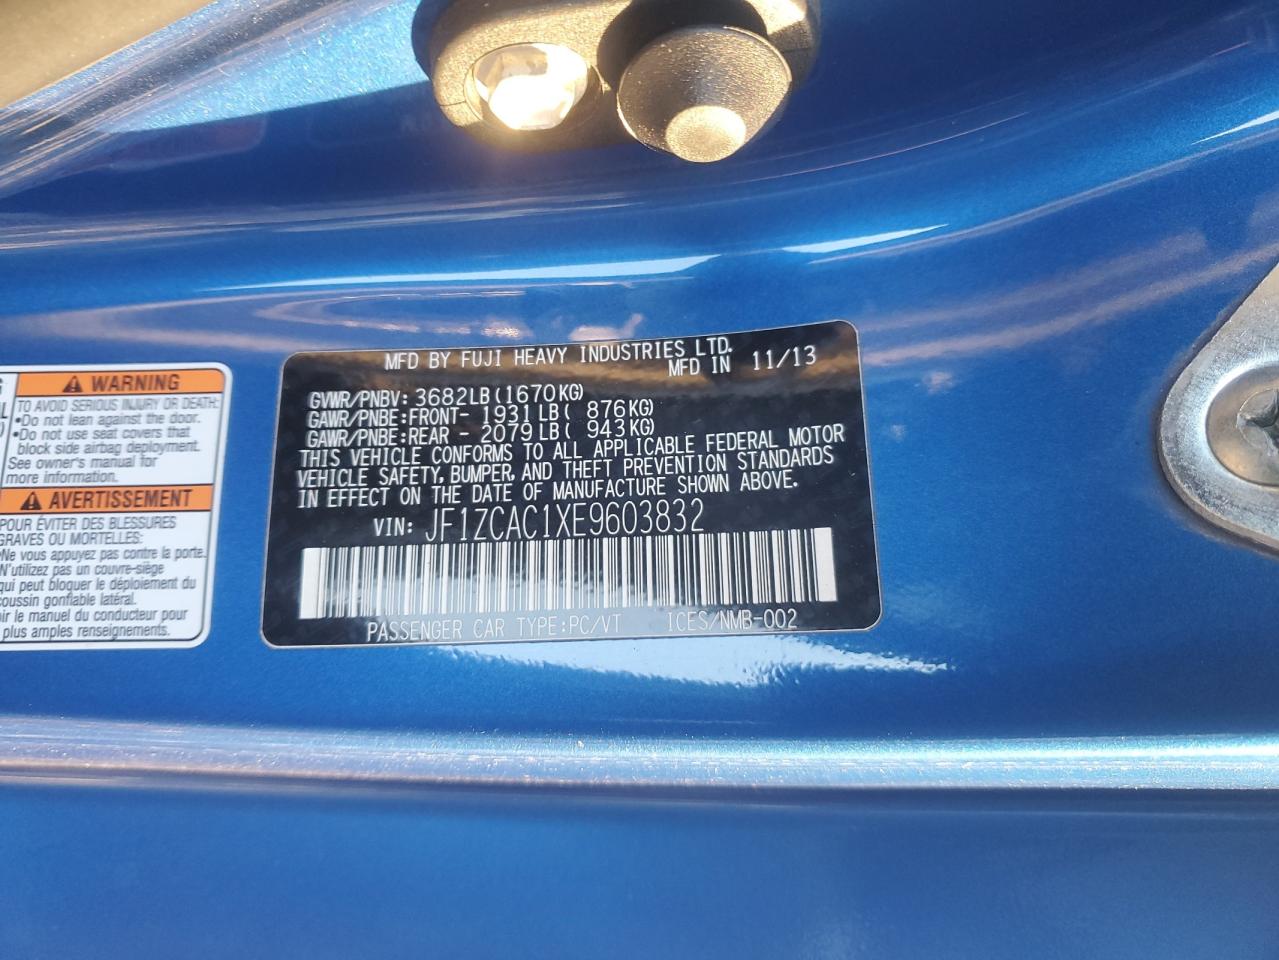 WARNING
TO AVOID SERIOUS INJURY OR DEATH:
•Do not lean against the door.
•Do not use seat covers that
block side airbag deployment.
See owner's manual for
more information.
AVERTISSEMENT
POUR ÉVITER DES BLESSURES
GRAVES OU MORTELLES:
•Ne vous appuyez pas contre la porte.
•N'utilizez pas un couvre-siège
qui peut bloquer le déploiement du
coussin gonflable latéral.
ir le manuel du conducteur pour
plus amples renseignements.
MFD BY FUJI HEAVY INDUSTRIES LTD.
MFD IN 11/13
GVWR/PNBV: 3682LB(1670KG)
GAWR/PNBE:FRONT- 1931LB( 876KG)
GAWR/PNBE:REAR - 2079LB( 943KG)
THIS VEHICLE CONFORMS TO ALL APPLICABLE FEDERAL MOTOR
VEHICLE SAFETY, BUMPER, AND THEFT PREVENTION STANDARDS
IN EFFECT ON THE DATE OF MANUFACTURE SHOWN ABOVE.
VIN: JF1ZCAC1XE9603832
PASSENGER CAR TYPE:PC/VT ICES/NMB-002